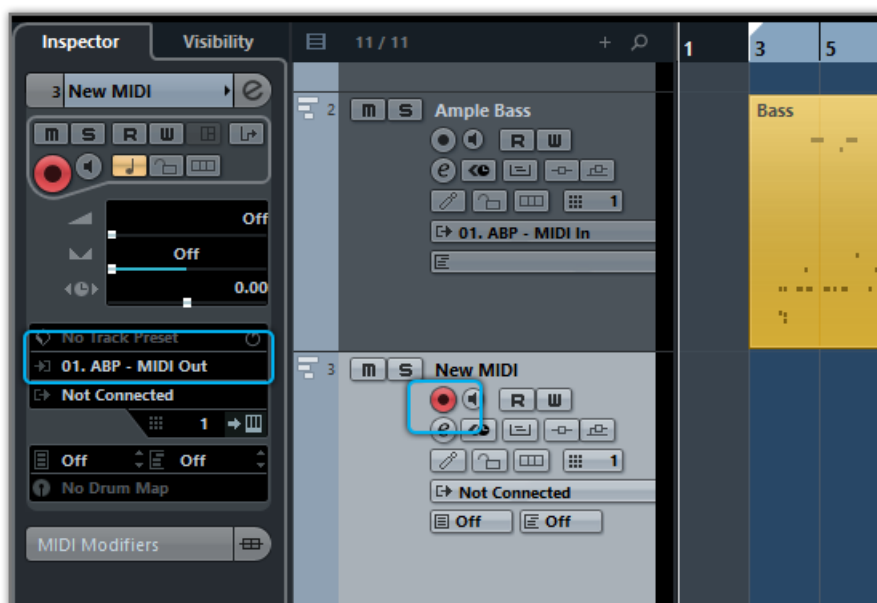 Inspector
Visibility
11 / 11
+
1
3
5
3 New MIDI
e
m S R W
Off
Off
0.00
No Track Preset
01. ABP - MIDI Out
Not Connected
1
Off
Off
No Drum Map
MIDI Modifiers
2 m S Ample Bass
R W
e
1
01. ABP - MIDI In
3 m S New MIDI
R W
e
1
Not Connected
Off
Off
Bass